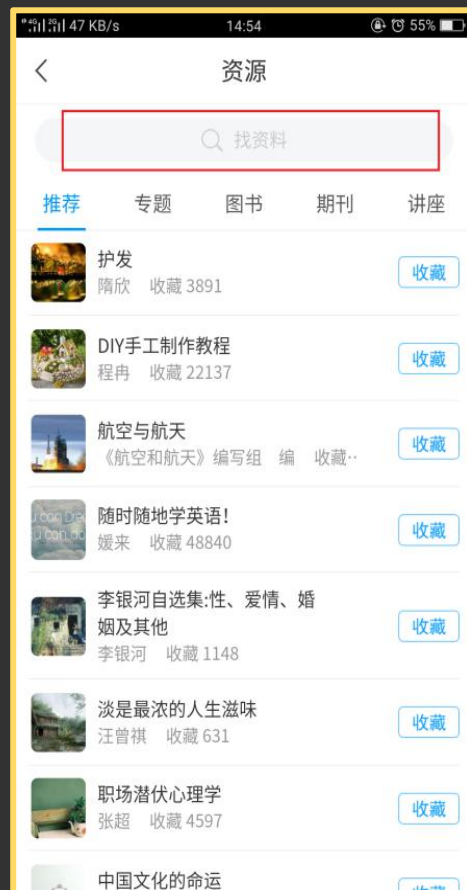 4G 2G 47 KB/s 14:54 55%
资源
找资料
推荐 专题 图书 期刊 讲座
护发
隋欣 收藏 3891
收藏
DIY手工制作教程
程冉 收藏 22137
收藏
航空与航天
《航空和航天》编写组 编 收藏··
收藏
随时随地学英语!
媛来 收藏 48840
收藏
李银河自选集:性、爱情、婚
姻及其他
李银河 收藏 1148
收藏
淡是最浓的人生滋味
汪曾祺 收藏 631
收藏
职场潜伏心理学
张超 收藏 4597
收藏
中国文化的命运
收藏